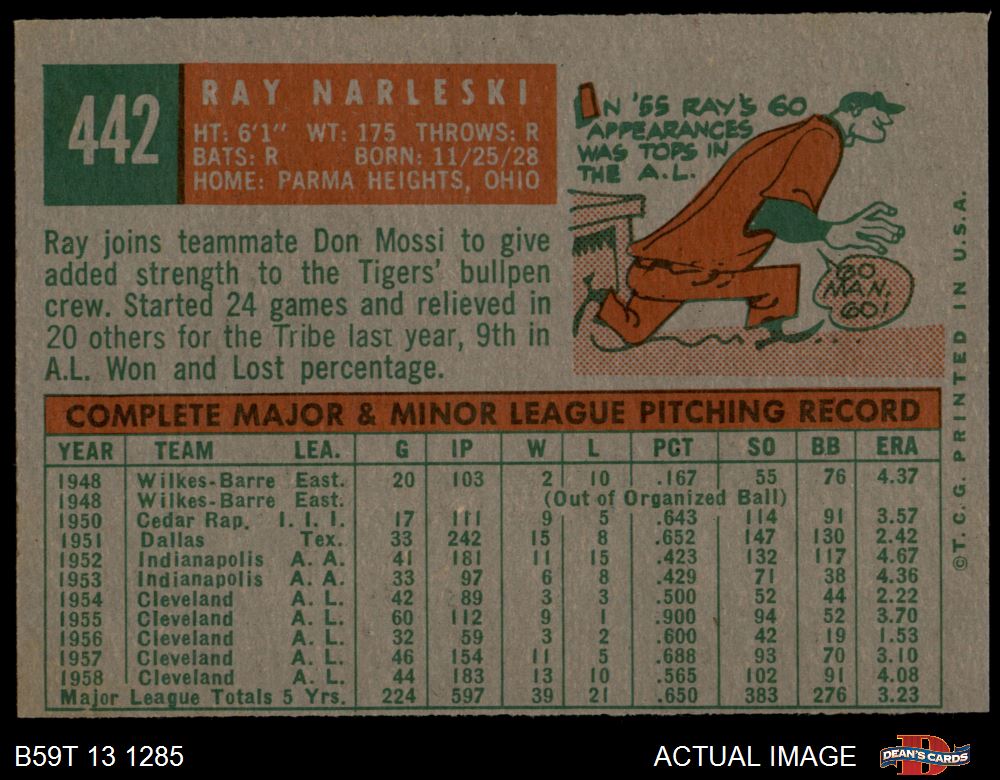 442
RAY NARLESKI
HT: 6'1" WT: 175 THROWS: R
BATS: R BORN: 11/25/28
HOME: PARMA HEIGHTS, OHIO
IN '55 RAY'S 60
APPEARANCES
WAS TOPS IN
THE A.L.
GO
MAN,
GO!
Ray joins teammate Don Mossi to give
added strength to the Tigers' bullpen
crew. Started 24 games and relieved in
20 others for the Tribe last year, 9th in
A.L. Won and Lost percentage.
COMPLETE MAJOR & MINOR LEAGUE PITCHING RECORD
YEAR TEAM LEA. G IP W L PCT SO BB ERA
1948 Wilkes-Barre East. 20 103 2 10 .167 55 76 4.37
1948 Wilkes-Barre East. (Out of Organized Ball)
1950 Cedar Rap. I. I. I. 17 111 9 5 .643 114 91 3.57
1951 Dallas Tex. 33 242 15 8 .652 147 130 2.42
1952 Indianapolis A. A. 41 181 11 15 .423 132 117 4.67
1953 Indianapolis A. A. 33 97 6 8 .429 71 38 4.36
1954 Cleveland A. L. 42 89 3 3 .500 52 44 2.22
1955 Cleveland A. L. 60 112 9 1 .900 94 52 3.70
1956 Cleveland A. L. 32 59 3 2 .600 42 19 1.53
1957 Cleveland A. L. 46 154 11 5 .688 93 70 3.10
1958 Cleveland A. L. 44 183 13 10 .565 102 91 4.08
Major League Totals 5 Yrs. 224 597 39 21 .650 383 276 3.23
©T. C. G. PRINTED IN U.S.A.
B59T 13 1285
ACTUAL IMAGE
DEAN'S CARDS